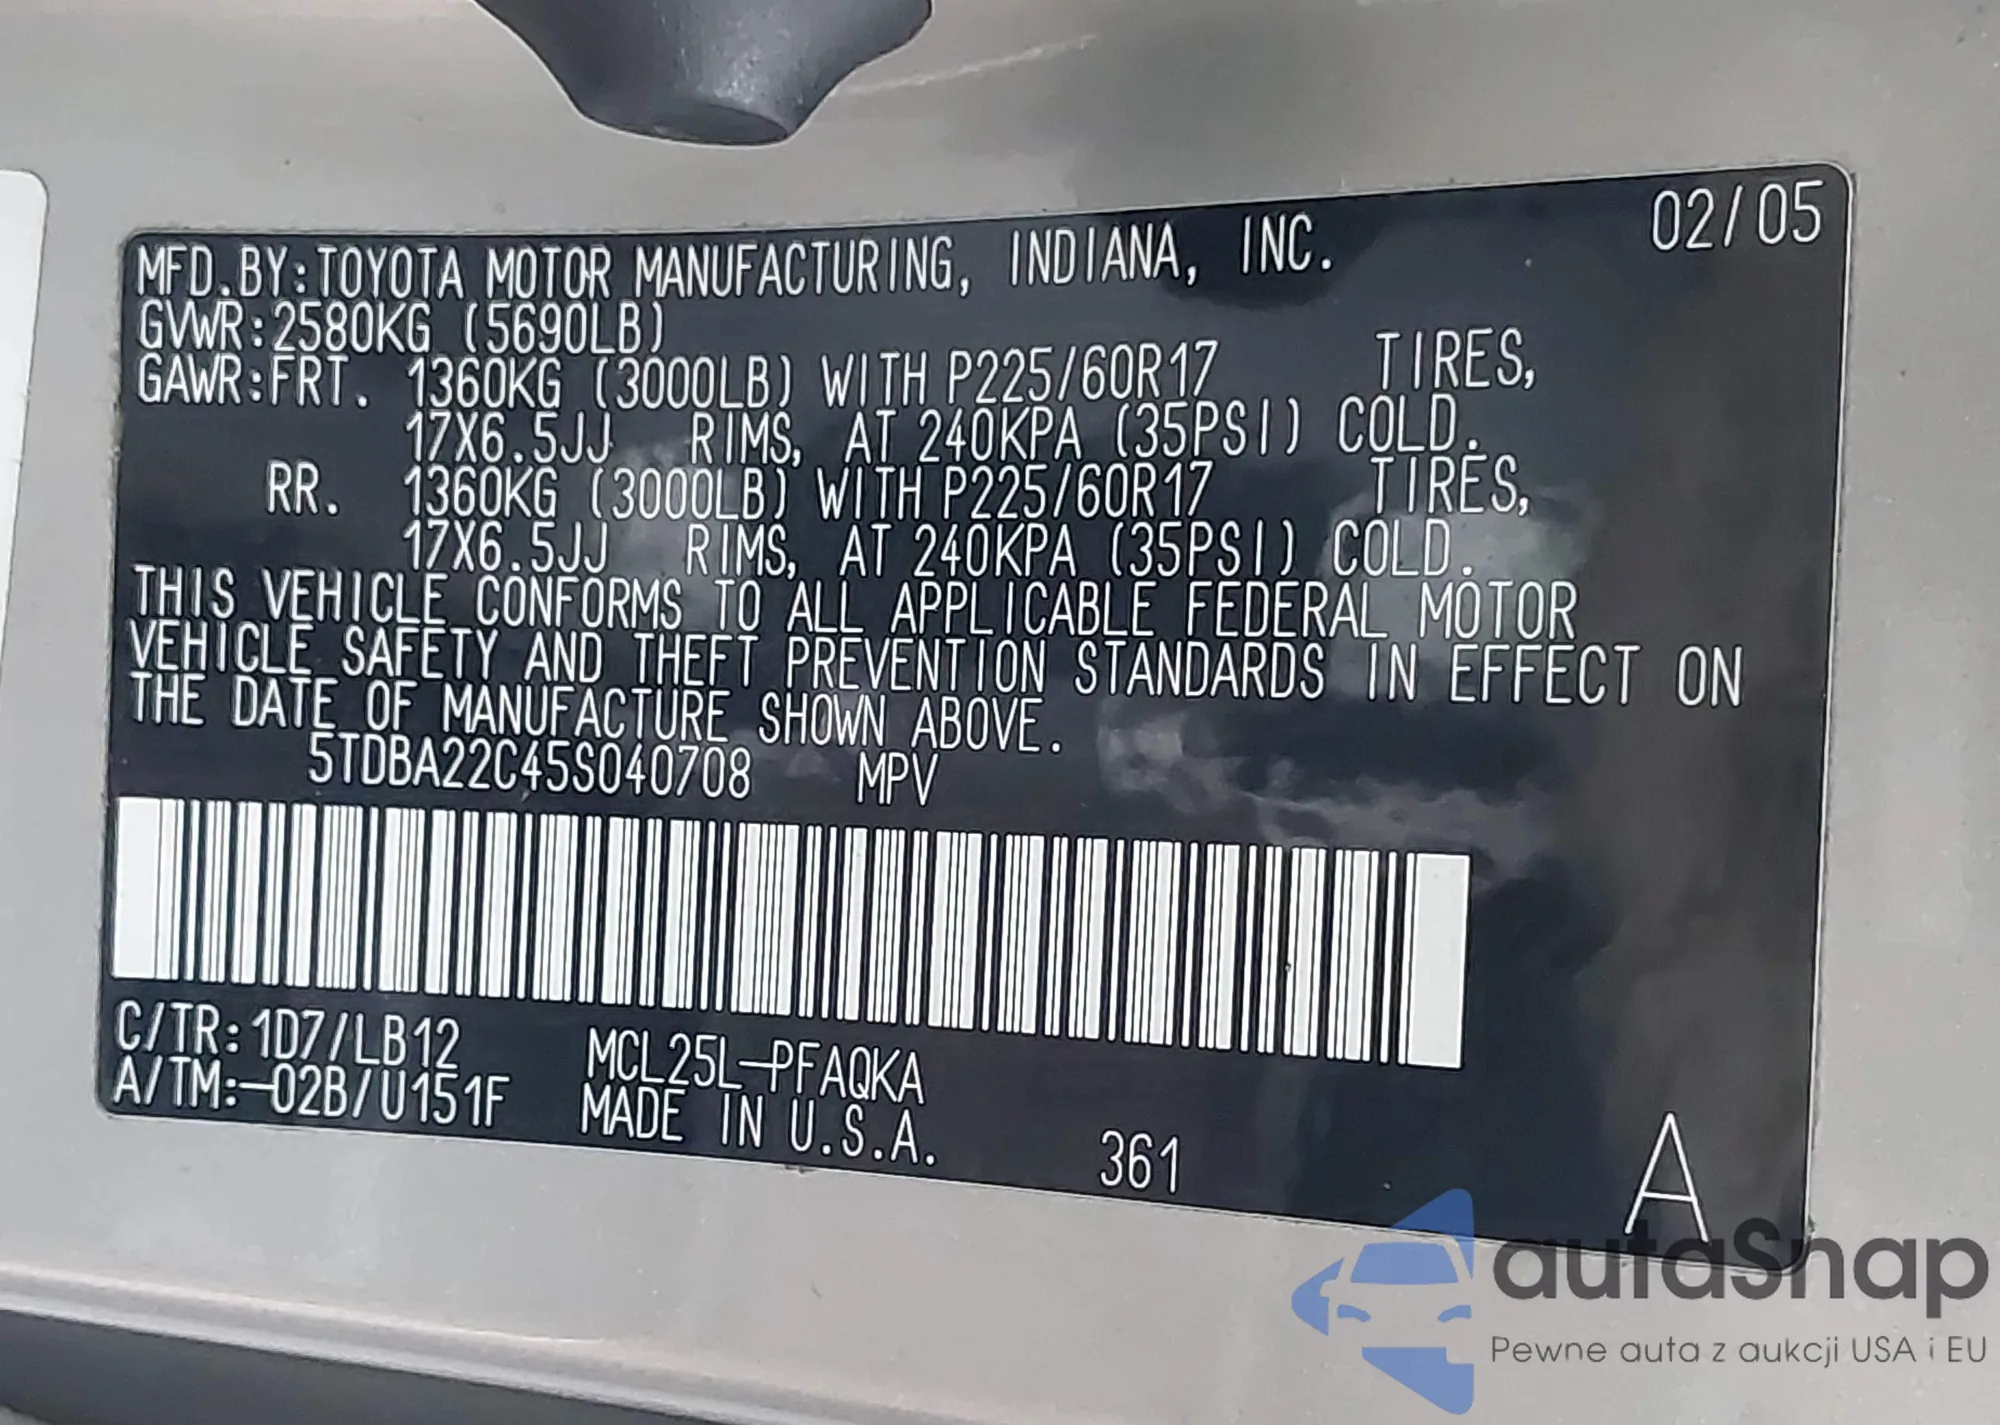 02/05
MFD.BY:TOYOTA MOTOR MANUFACTURING, INDIANA, INC.
GVWR:2580KG (5690LB)
GAWR:FRT. 1360KG (3000LB) WITH P225/60R17 TIRES,
17X6.5JJ RIMS, AT 240KPA (35PSI) COLD.
RR. 1360KG (3000LB) WITH P225/60R17 TIRES,
17X6.5JJ RIMS, AT 240KPA (35PSI) COLD.
THIS VEHICLE CONFORMS TO ALL APPLICABLE FEDERAL MOTOR
VEHICLE SAFETY AND THEFT PREVENTION STANDARDS IN EFFECT ON
THE DATE OF MANUFACTURE SHOWN ABOVE.
5TDBA22C45S040708 MPV
C/TR:1D7/LB12 MCL25L-PFAQKA
A/TM:-02B/U151F MADE IN U.S.A. 361 A
autaSnap
Pewne auta z aukcji USA i EU